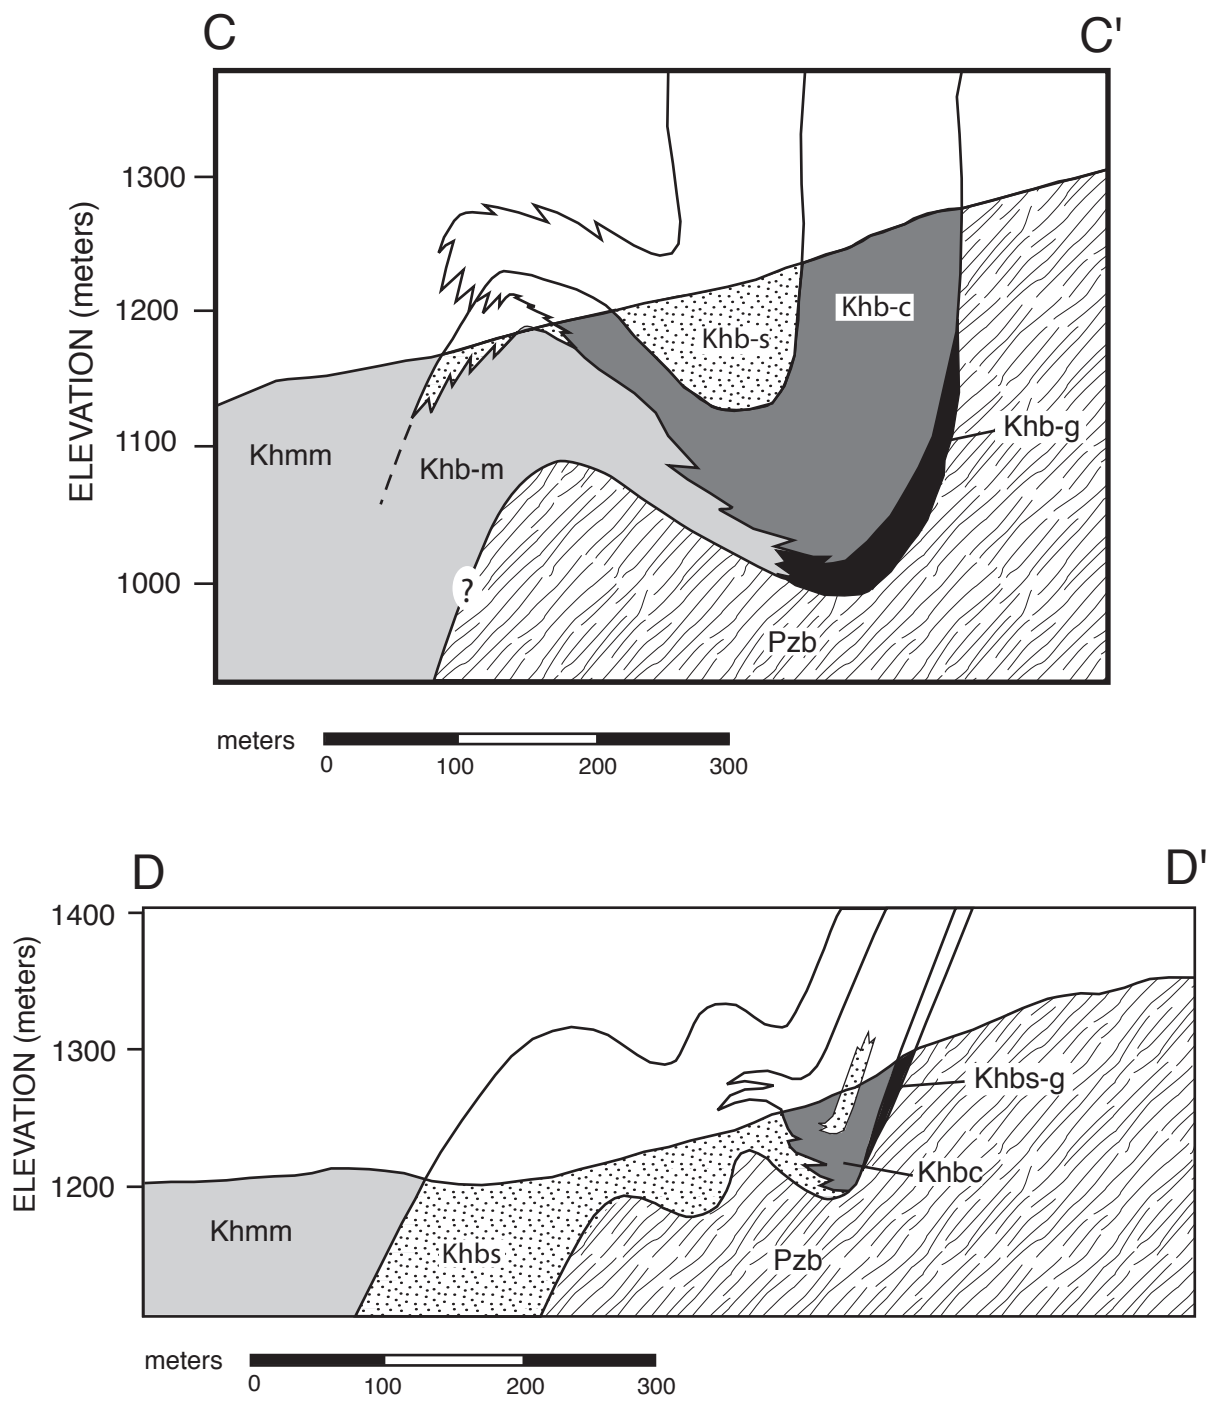 C
C'
ELEVATION (meters)
1300
1200
1100
1000
Khb-c
Khb-s
Khb-g
Khmm
Khb-m
?
Pzb
meters
0
100
200
300
D
D'
ELEVATION (meters)
1400
1300
1200
Khbs-g
Khbc
Khmm
Khbs
Pzb
meters
0
100
200
300